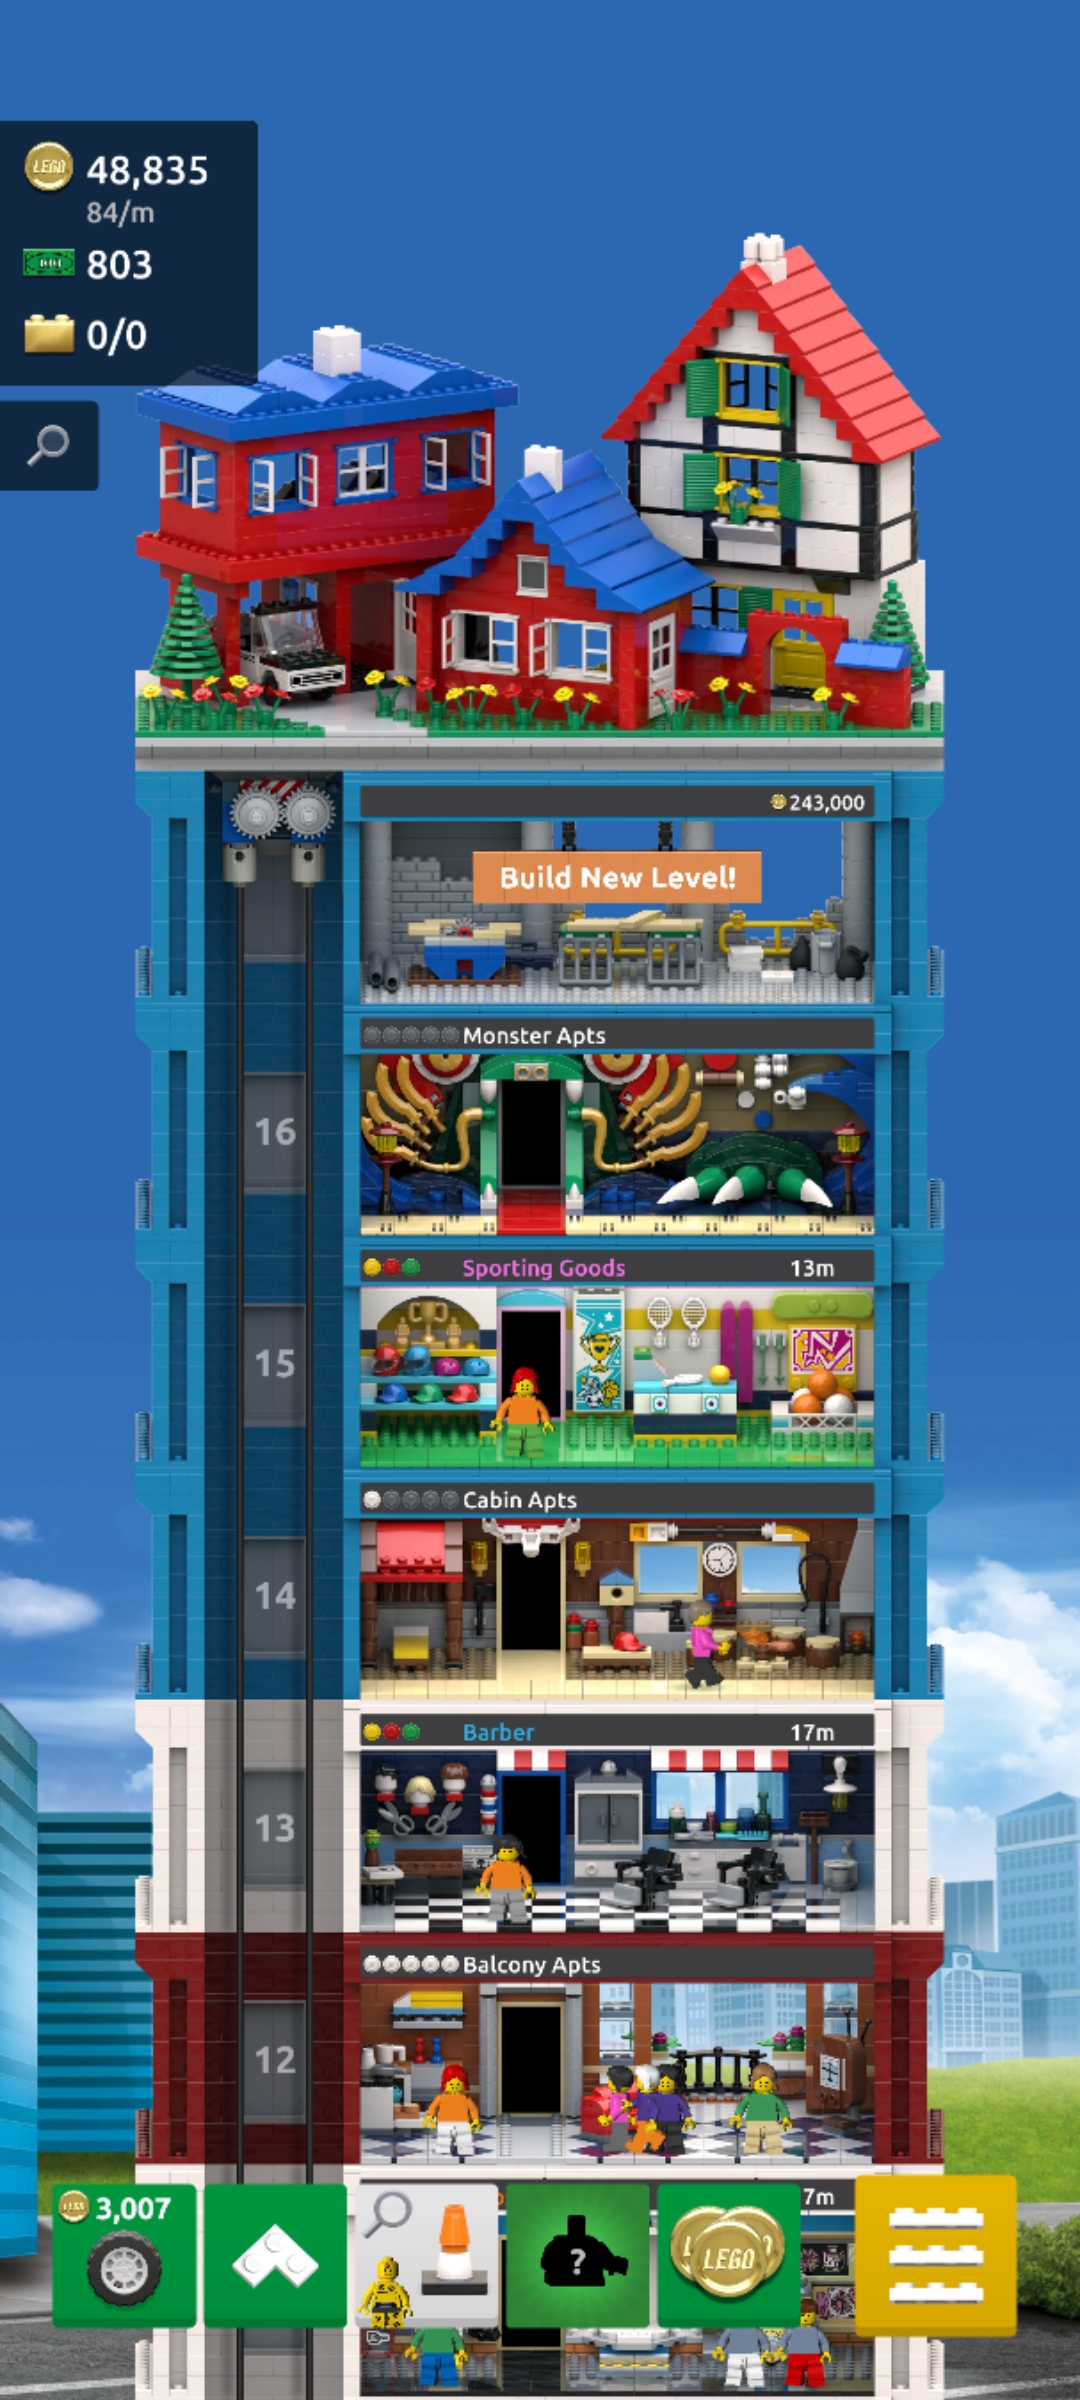 LEGO 48,835
84/m
803
0/0
243,000
Build New Level!
Monster Apts
16
Sporting Goods 13m
15
Cabin Apts
14
Barber 17m
13
Balcony Apts
12
7m
3,007
?
LEGO